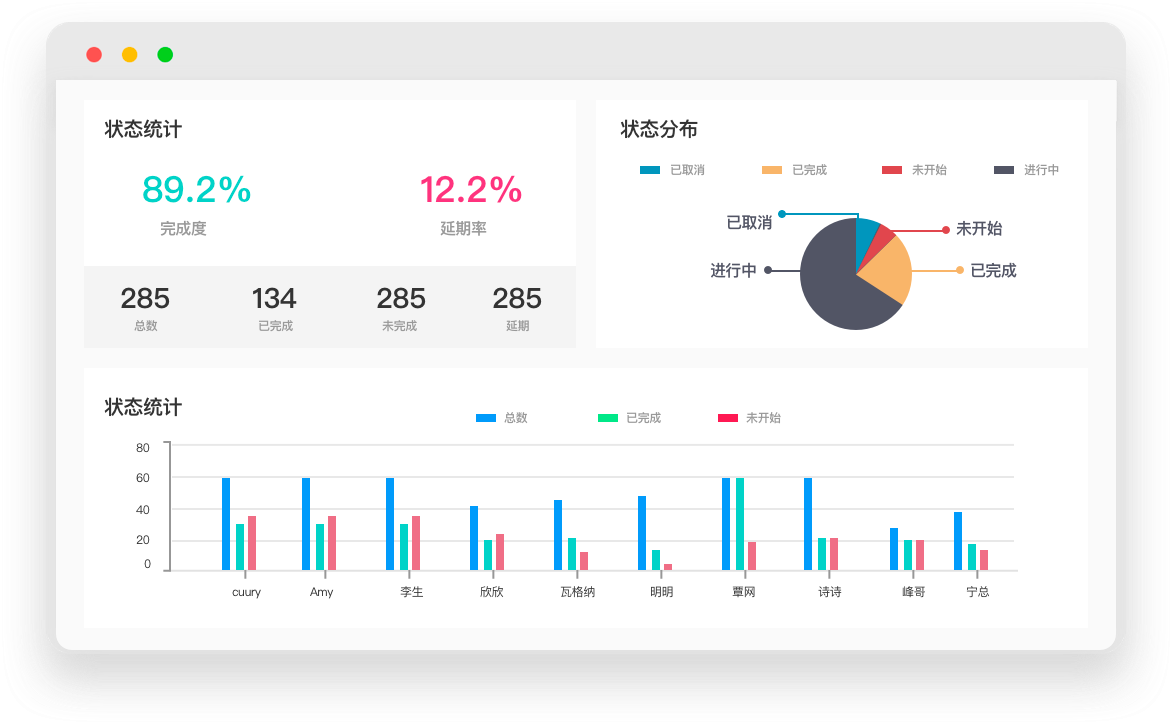 状态统计
89.2% 12.2%
完成度 延期率
285 134 285 285
总数 已完成 未完成 延期
状态分布
已取消 已完成 未开始 进行中
已取消 未开始
进行中 已完成
状态统计
总数 已完成 未开始
80
60
40
20
0
cuury Amy 李生 欣欣 瓦格纳 明明 覃网 诗诗 峰哥 宁总